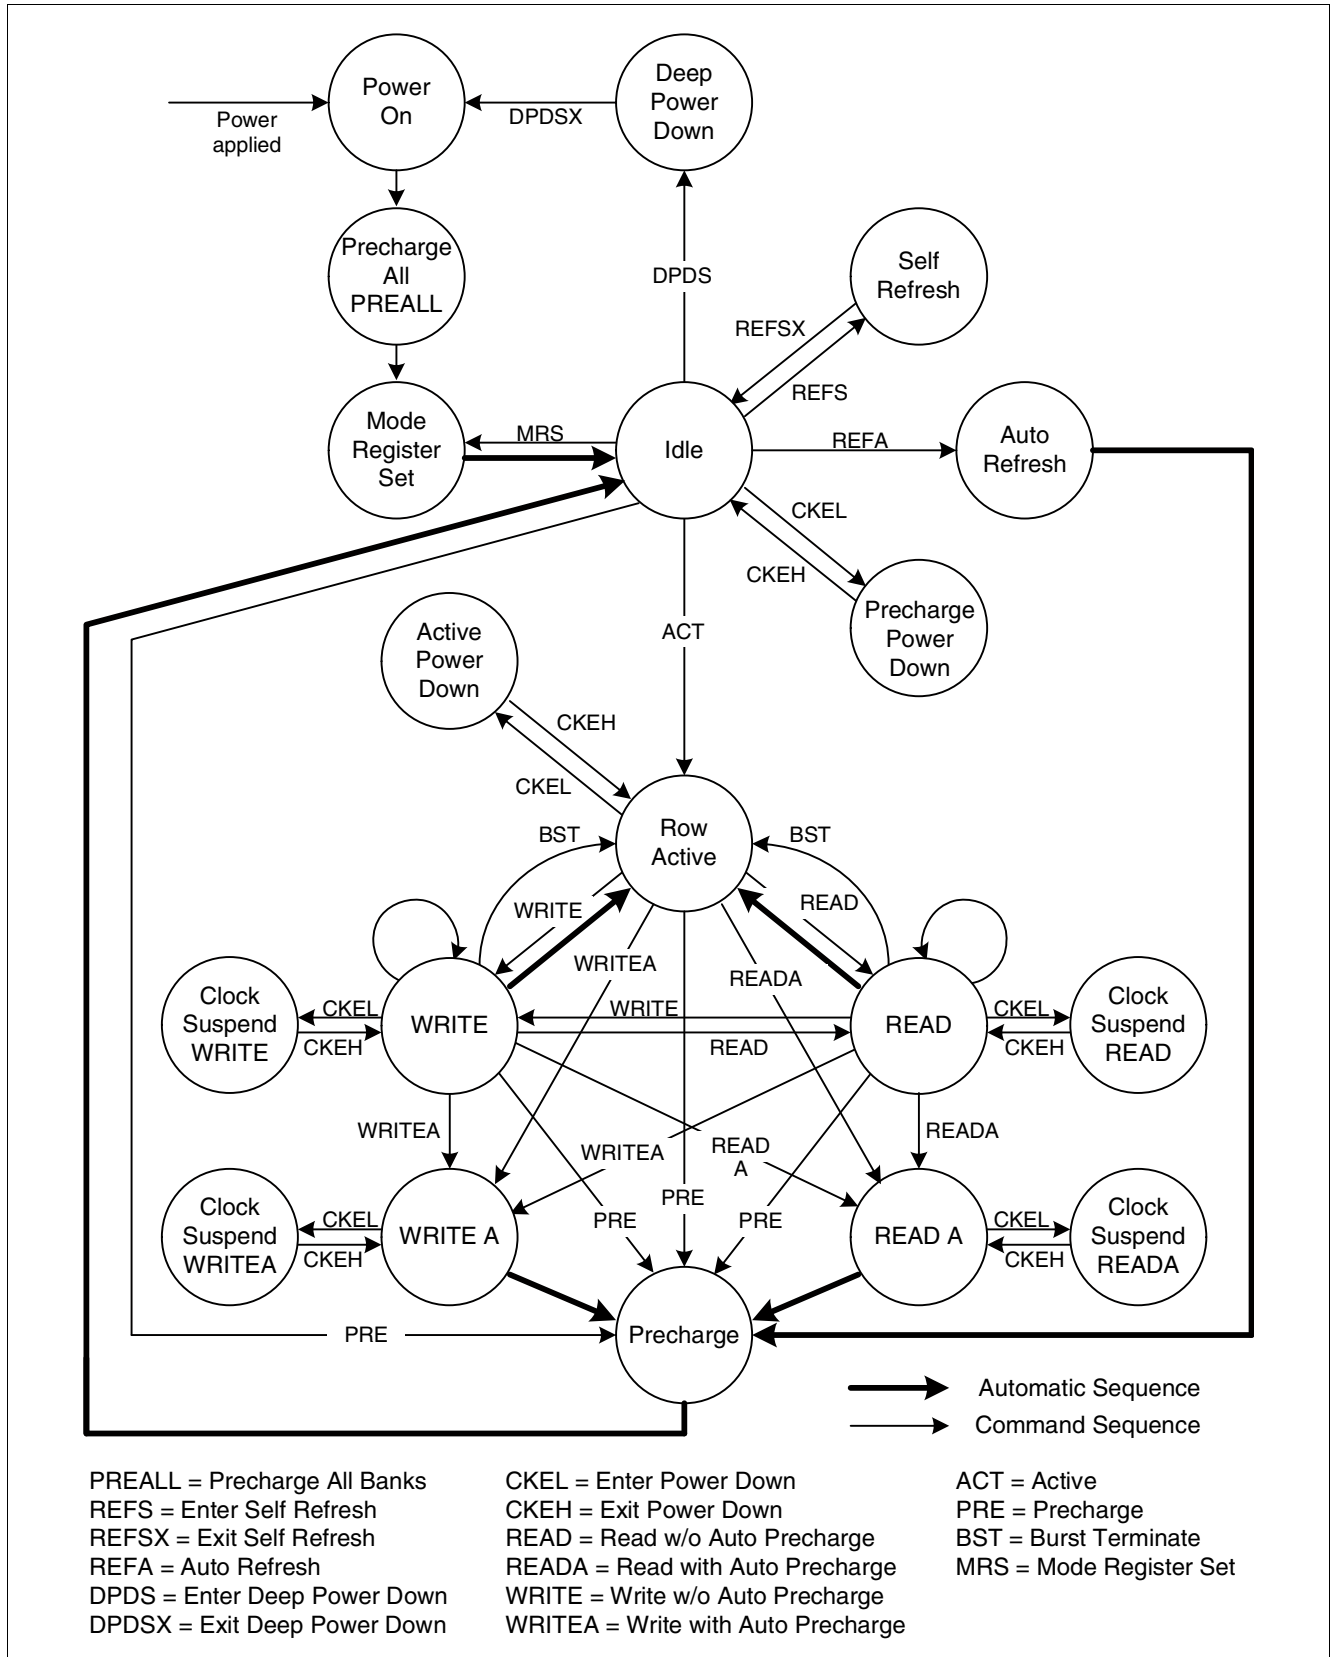 Power
On
Deep
Power
Down
Power
applied
DPDSX
Precharge
All
PREALL
Self
Refresh
DPDS
REFSX
REFS
Mode
Register
Set
MRS
Idle
REFA
Auto
Refresh
CKEL
CKEH
Precharge
Power
Down
Active
Power
Down
ACT
CKEH
CKEL
BST
Row
Active
BST
WRITE
READ
WRITEA
READA
Clock
Suspend
WRITE
CKEL
CKEH
WRITE
WRITE
READ
READ
CKEL
CKEH
Clock
Suspend
READ
WRITEA
READA
WRITEA
READ
A
Clock
Suspend
WRITEA
CKEL
CKEH
WRITE A
PRE
PRE
PRE
READ A
CKEL
CKEH
Clock
Suspend
READA
PRE
Precharge
Automatic Sequence
Command Sequence
PREALL = Precharge All Banks
REFS = Enter Self Refresh
REFSX = Exit Self Refresh
REFA = Auto Refresh
DPDS = Enter Deep Power Down
DPDSX = Exit Deep Power Down
CKEL = Enter Power Down
CKEH = Exit Power Down
READ = Read w/o Auto Precharge
READA = Read with Auto Precharge
WRITE = Write w/o Auto Precharge
WRITEA = Write with Auto Precharge
ACT = Active
PRE = Precharge
BST = Burst Terminate
MRS = Mode Register Set